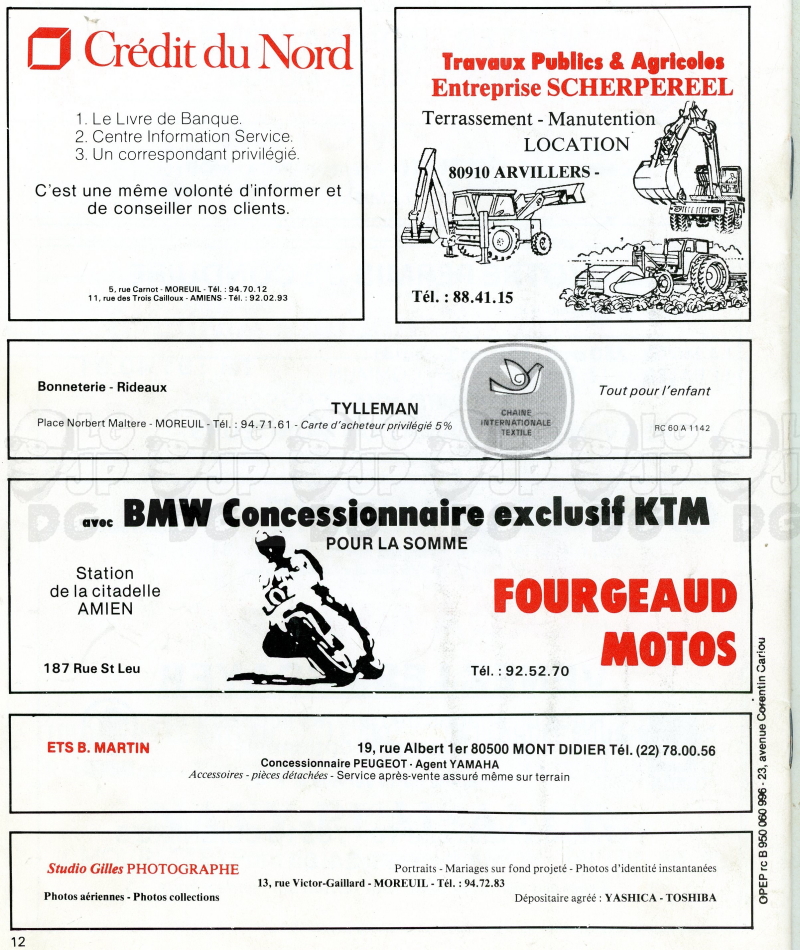 Crédit du Nord
1. Le Livre de Banque.
2. Centre Information Service.
3. Un correspondant privilégié.
C'est une même volonté d'informer et
de conseiller nos clients.
5, rue Carnot - MOREUIL - Tél. : 94.70.12
11, rue des Trois Cailloux - AMIENS - Tél. : 92.02.93
Travaux Publics & Agricoles
Entreprise SCHERPEREEL
Terrassement - Manutention
LOCATION
80910 ARVILLERS -
Tél. : 88.41.15
Bonneterie - Rideaux
TYLLEMAN
Place Norbert Maltere - MOREUIL - Tél. : 94.71.61 - Carte d'acheteur privilégié 5%
CHAINE
INTERNATIONALE
TEXTILE
Tout pour l'enfant
RC 60 A 1142
avec BMW Concessionnaire exclusif KTM
POUR LA SOMME
Station
de la citadelle
AMIEN
187 Rue St Leu
FOURGEAUD
MOTOS
Tél. : 92.52.70
ETS B. MARTIN
19, rue Albert 1er 80500 MONT DIDIER Tél. (22) 78.00.56
Concessionnaire PEUGEOT - Agent YAMAHA
Accessoires - pièces détachées - Service après-vente assuré même sur terrain
Studio Gilles PHOTOGRAPHE
Portraits - Mariages sur fond projeté - Photos d'identité instantanées
13, rue Victor-Gaillard - MOREUIL - Tél. : 94.72.83
Photos aériennes - Photos collections
Dépositaire agréé : YASHICA - TOSHIBA
OPEP rc B 950 060 996 - 23, avenue Corentin Cariou
12
LG
JP
DG